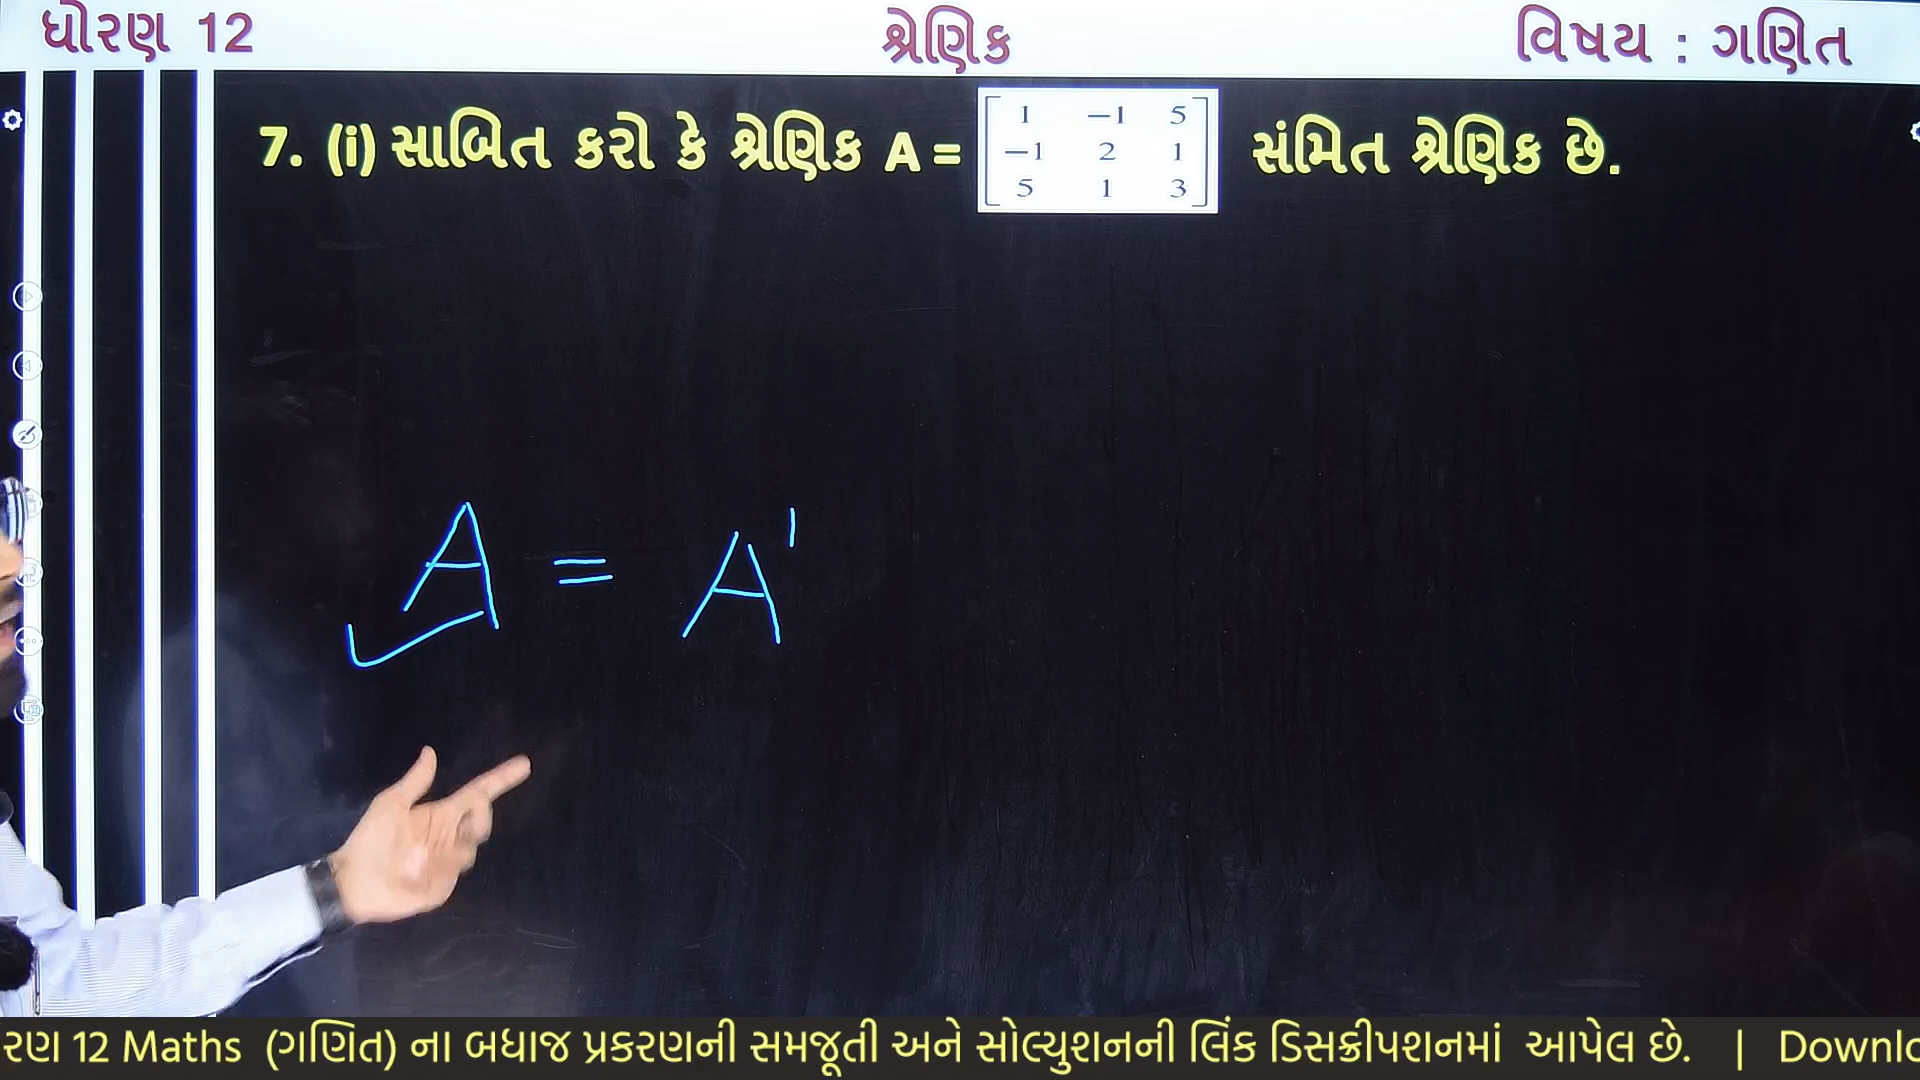 ધોરણ 12 શ્રેણિક વિષય : ગણિત
7. (i) સાબિત કરો કે શ્રેણિક A = [1 −1 5
−1 2 1
5 1 3] સંમિત શ્રેણિક છે.
A = A'
રણ 12 Maths (ગણિત) ના બધાજ પ્રકરણની સમજૂતી અને સોલ્યુશનની લિંક ડિસક્રીપશનમાં આપેલ છે. | Downlo